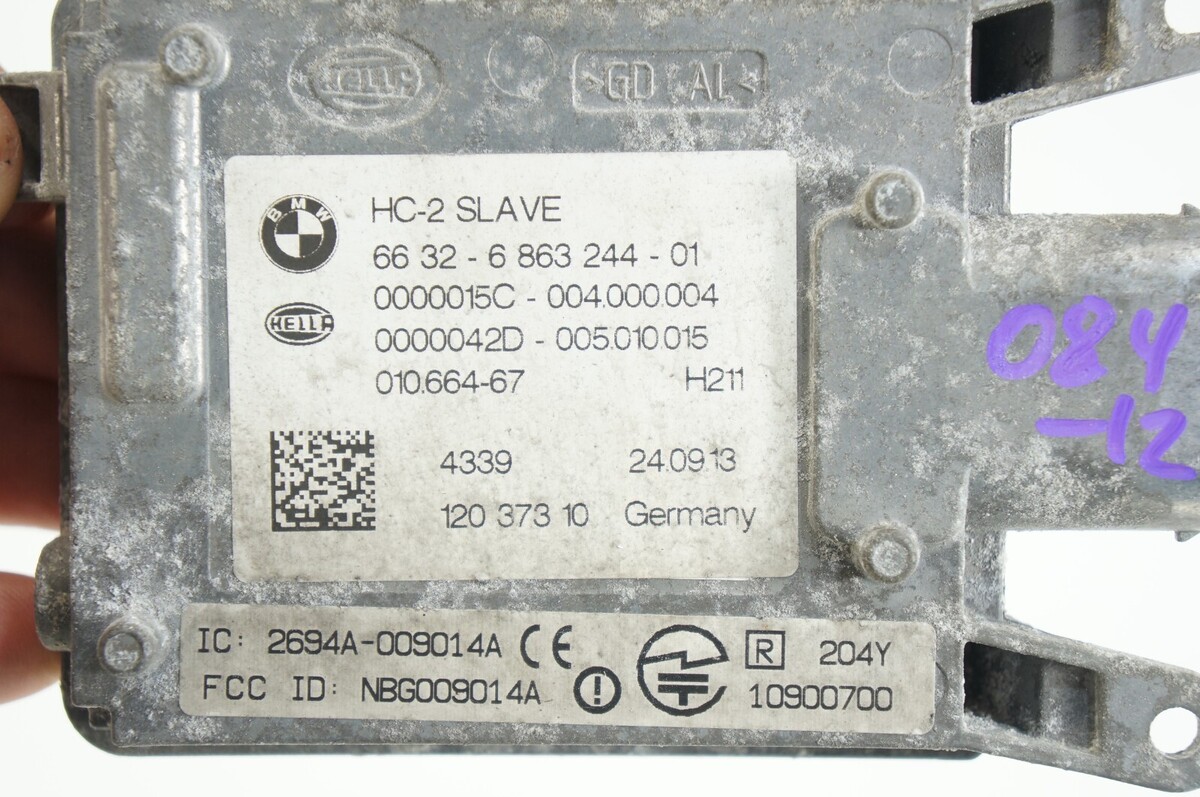 HELLA
>GD AL<
BMW
HC-2 SLAVE
66 32 - 6 863 244 - 01
0000015C - 004.000.004
HELLA
0000042D - 005.010.015
010.664-67 H211
4339 24.09.13
120 373 10 Germany
084
-12
IC: 2694A-009014A CE R 204Y
FCC ID: NBG009014A ! 10900700